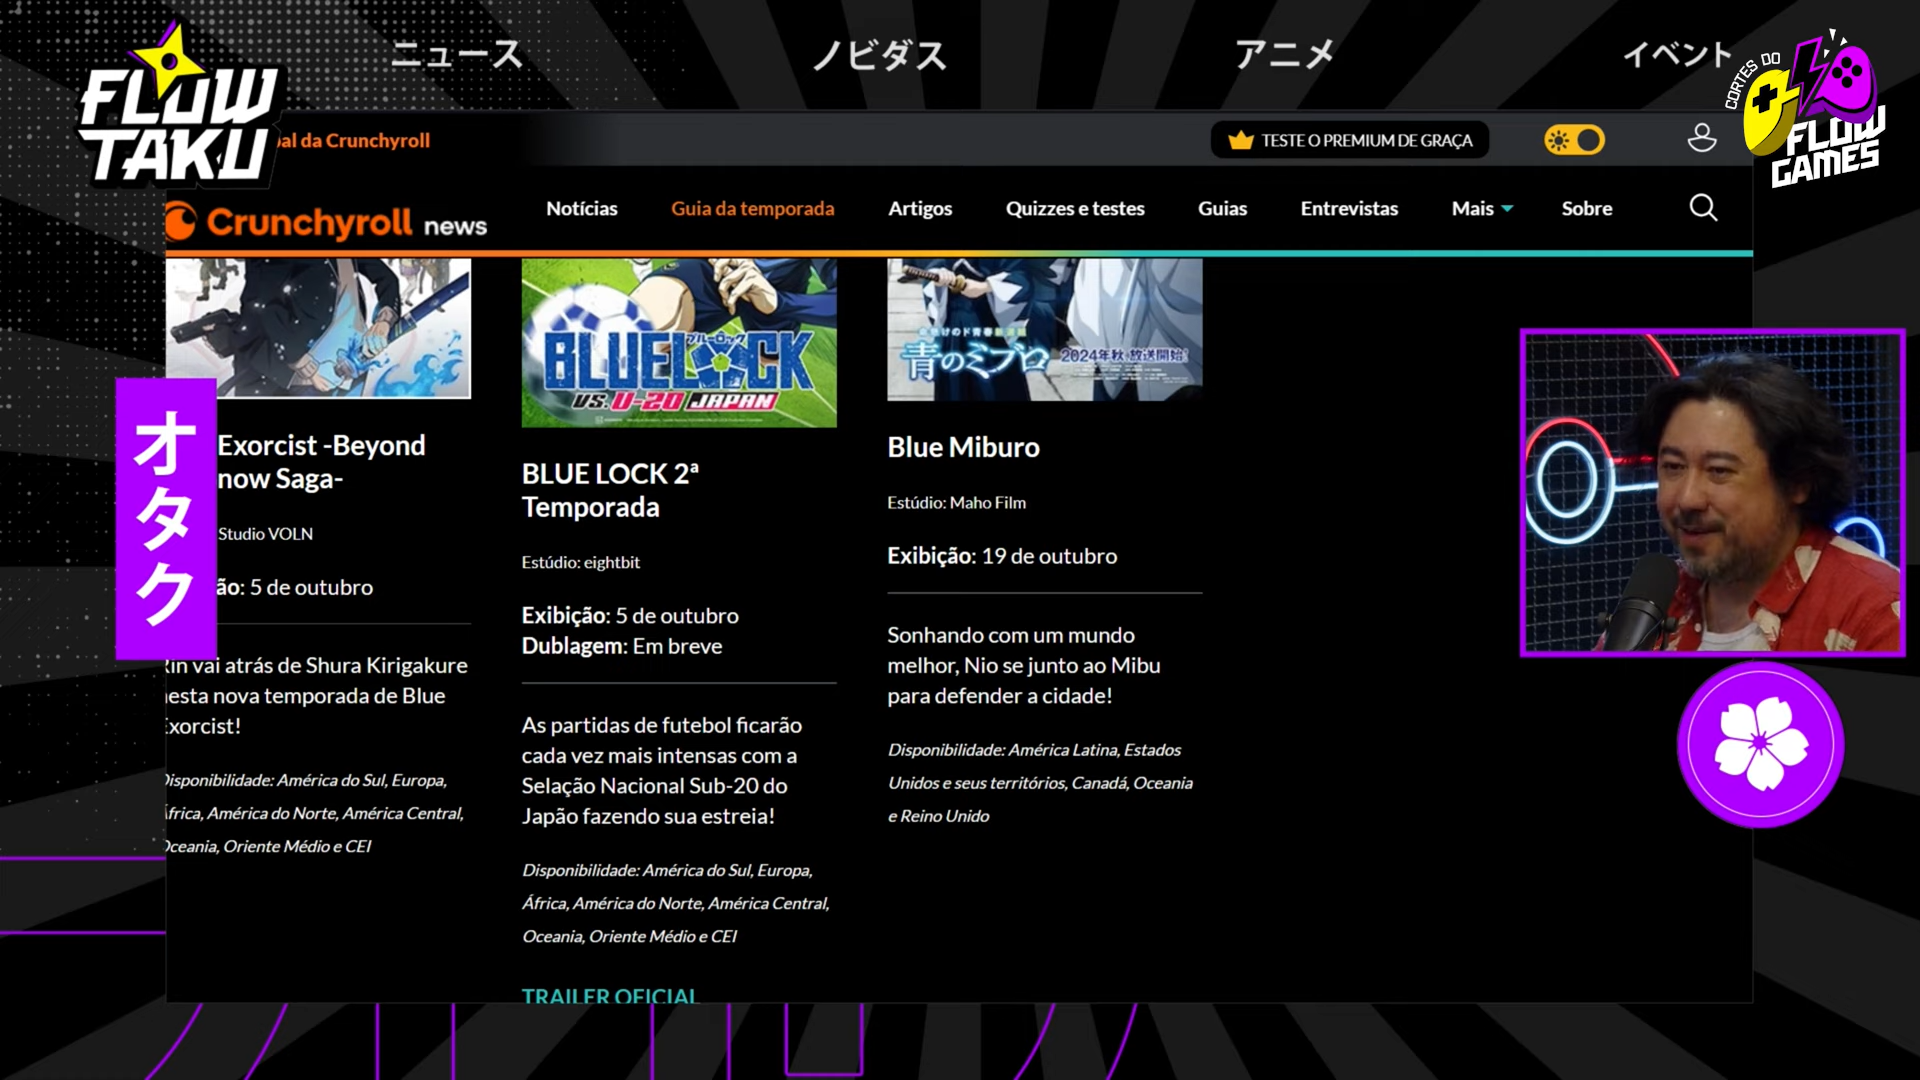 ニュース
ノビダス
アニメ
イベント
FLOW
TAKU
CORTES DO
FLOW
GAMES
al da Crunchyroll
TESTE O PREMIUM DE GRAÇA
Crunchyroll news
Notícias
Guia da temporada
Artigos
Quizzes e testes
Guias
Entrevistas
Mais
Sobre
オタク
Exorcist -Beyond
now Saga-
Studio VOLN
ão: 5 de outubro
in vai atrás de Shura Kirigakure
esta nova temporada de Blue
xorcist!
isponibilidade: América do Sul, Europa,
frica, América do Norte, América Central,
ceania, Oriente Médio e CEI
ブルーロック
BLUELOCK
VS. U-20 JAPAN
BLUE LOCK 2ª
Temporada
Estúdio: eightbit
Exibição: 5 de outubro
Dublagem: Em breve
As partidas de futebol ficarão
cada vez mais intensas com a
Selação Nacional Sub-20 do
Japão fazendo sua estreia!
Disponibilidade: América do Sul, Europa,
África, América do Norte, América Central,
Oceania, Oriente Médio e CEI
TRAILER OFICIAL
青のミブロ
2024年秋 放送開始
Blue Miburo
Estúdio: Maho Film
Exibição: 19 de outubro
Sonhando com um mundo
melhor, Nio se junto ao Mibu
para defender a cidade!
Disponibilidade: América Latina, Estados
Unidos e seus territórios, Canadá, Oceania
e Reino Unido